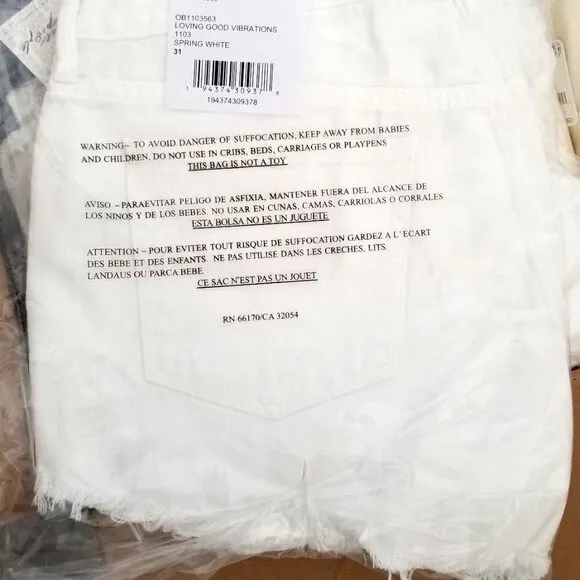 OB1103563
LOVING GOOD VIBRATIONS
1103
SPRING WHITE
31
1 94374 30937 8
194374309378
WARNING– TO AVOID DANGER OF SUFFOCATION, KEEP AWAY FROM BABIES
AND CHILDREN. DO NOT USE IN CRIBS, BEDS, CARRIAGES OR PLAYPENS
THIS BAG IS NOT A TOY
AVISO – PARAEVITAR PELIGO DE ASFIXIA, MANTENER FUERA DEL ALCANCE DE
LOS NINOS Y DE LOS BEBES. NO USAR EN CUNAS, CAMAS, CARRIOLAS O CORRALES
ESTA BOLSA NO ES UN JUGUETE
ATTENTION – POUR EVITER TOUT RISQUE DE SUFFOCATION GARDEZ A L' ECART
DES BEBE ET DES ENFANTS. NE PAS UTILISE DANS LES CRECHES, LITS.
LANDAUS OU PARCA BEBE.
CE SAC N'EST PAS UN JOUET
RN 66170/CA 32054